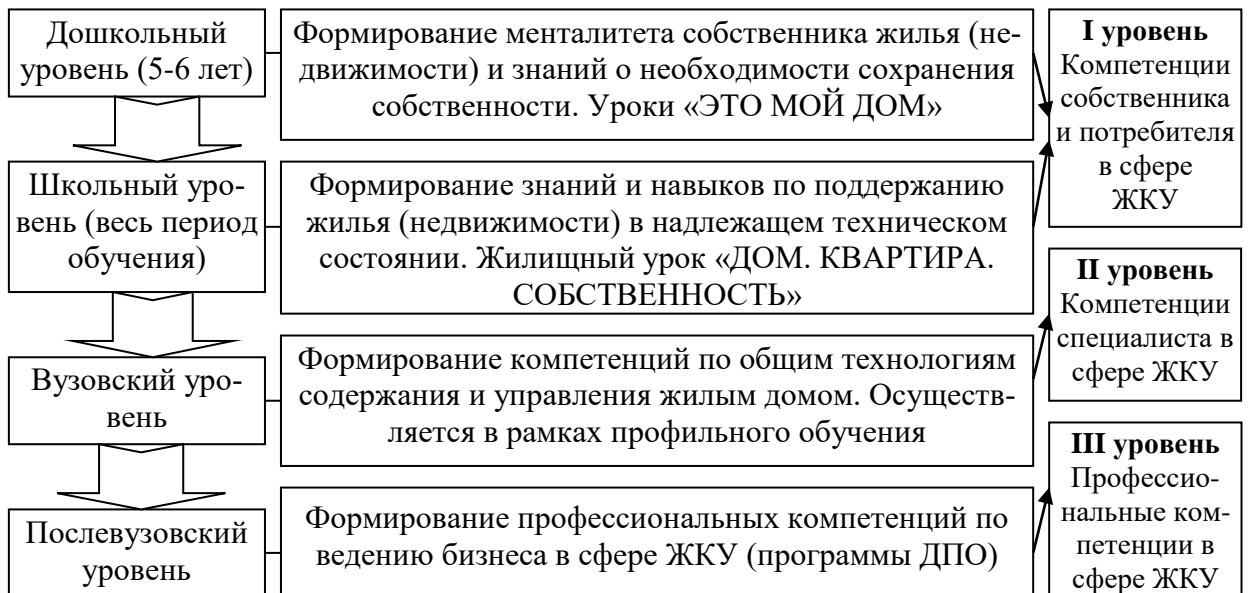 Дошкольный
уровень (5-6 лет)
Формирование менталитета собственника жилья (не-
движимости) и знаний о необходимости сохранения
собственности. Уроки «ЭТО МОЙ ДОМ»
I уровень
Компетенции
собственника
и потребителя
в сфере
ЖКУ
Школьный уро-
вень (весь период
обучения)
Формирование знаний и навыков по поддержанию
жилья (недвижимости) в надлежащем техническом
состоянии. Жилищный урок «ДОМ. КВАРТИРА.
СОБСТВЕННОСТЬ»
II уровень
Компетенции
специалиста в
сфере ЖКУ
Вузовский уро-
вень
Формирование компетенций по общим технологиям
содержания и управления жилым домом. Осуществ-
ляется в рамках профильного обучения
III уровень
Профессио-
нальные ком-
петенции в
сфере ЖКУ
Послевузовский
уровень
Формирование профессиональных компетенций по
ведению бизнеса в сфере ЖКУ (программы ДПО)